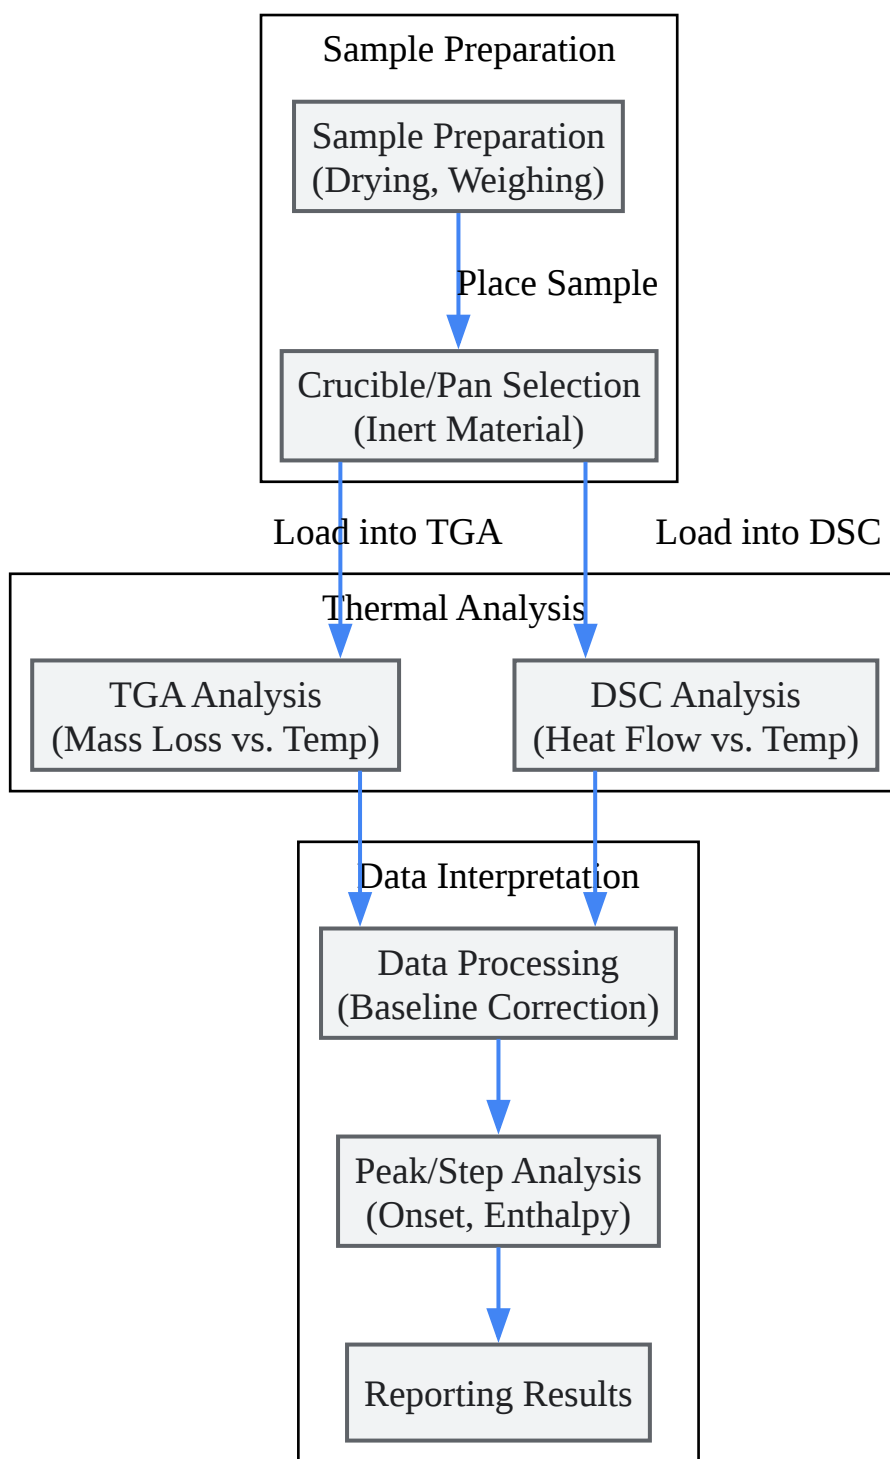 Sample Preparation
Sample Preparation
(Drying, Weighing)
Place Sample
Crucible/Pan Selection
(Inert Material)
Load into TGA
Load into DSC
Thermal Analysis
TGA Analysis
(Mass Loss vs. Temp)
DSC Analysis
(Heat Flow vs. Temp)
Data Interpretation
Data Processing
(Baseline Correction)
Peak/Step Analysis
(Onset, Enthalpy)
Reporting Results